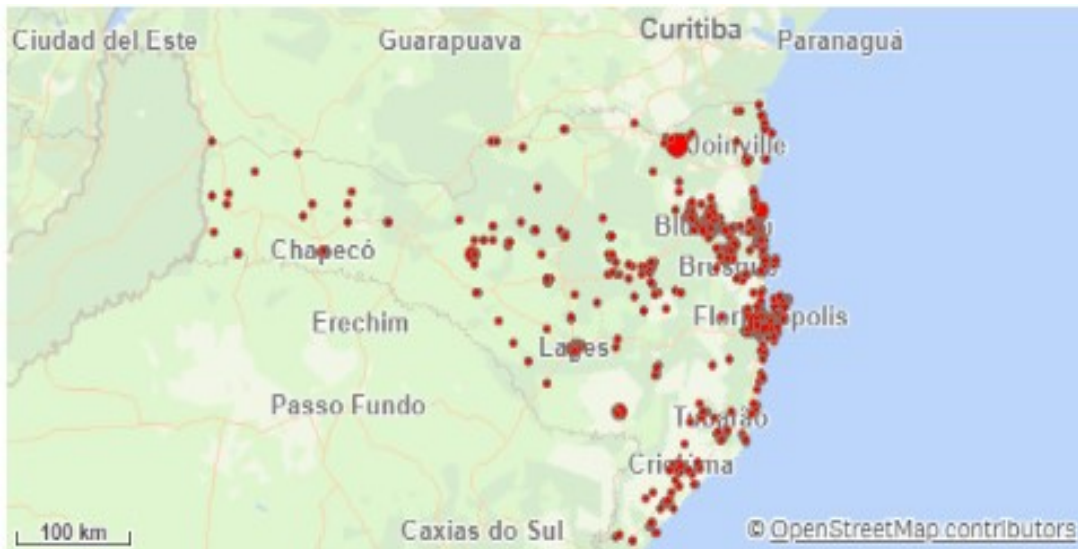 Ciudad del Este
Guarapuava
Curitiba
Paranaguá
Joinville
Blumenau
Chapecó
Brusque
Erechim
Florianópolis
Lages
Passo Fundo
Tubarão
Criciúma
100 km
Caxias do Sul
© OpenStreetMap contributors